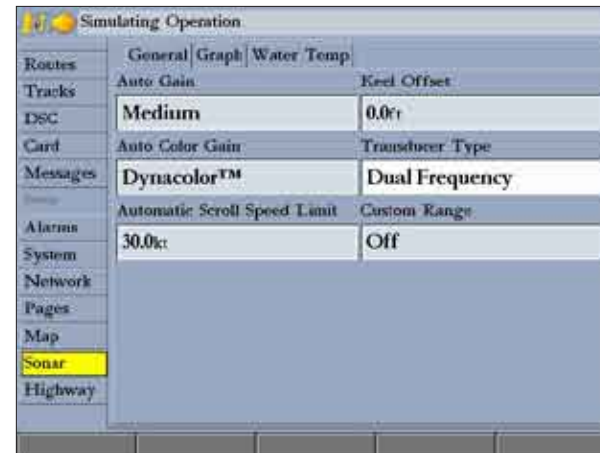 Simulating Operation
General Graph Water Temp
Routes
Tracks
DSC
Card
Messages
Alarms
System
Network
Pages
Map
Sonar
Highway
Auto Gain
Medium
Keel Offset
0.0ft
Auto Color Gain
Dynacolor™
Transducer Type
Dual Frequency
Automatic Scroll Speed Limit
30.0kt
Custom Range
Off